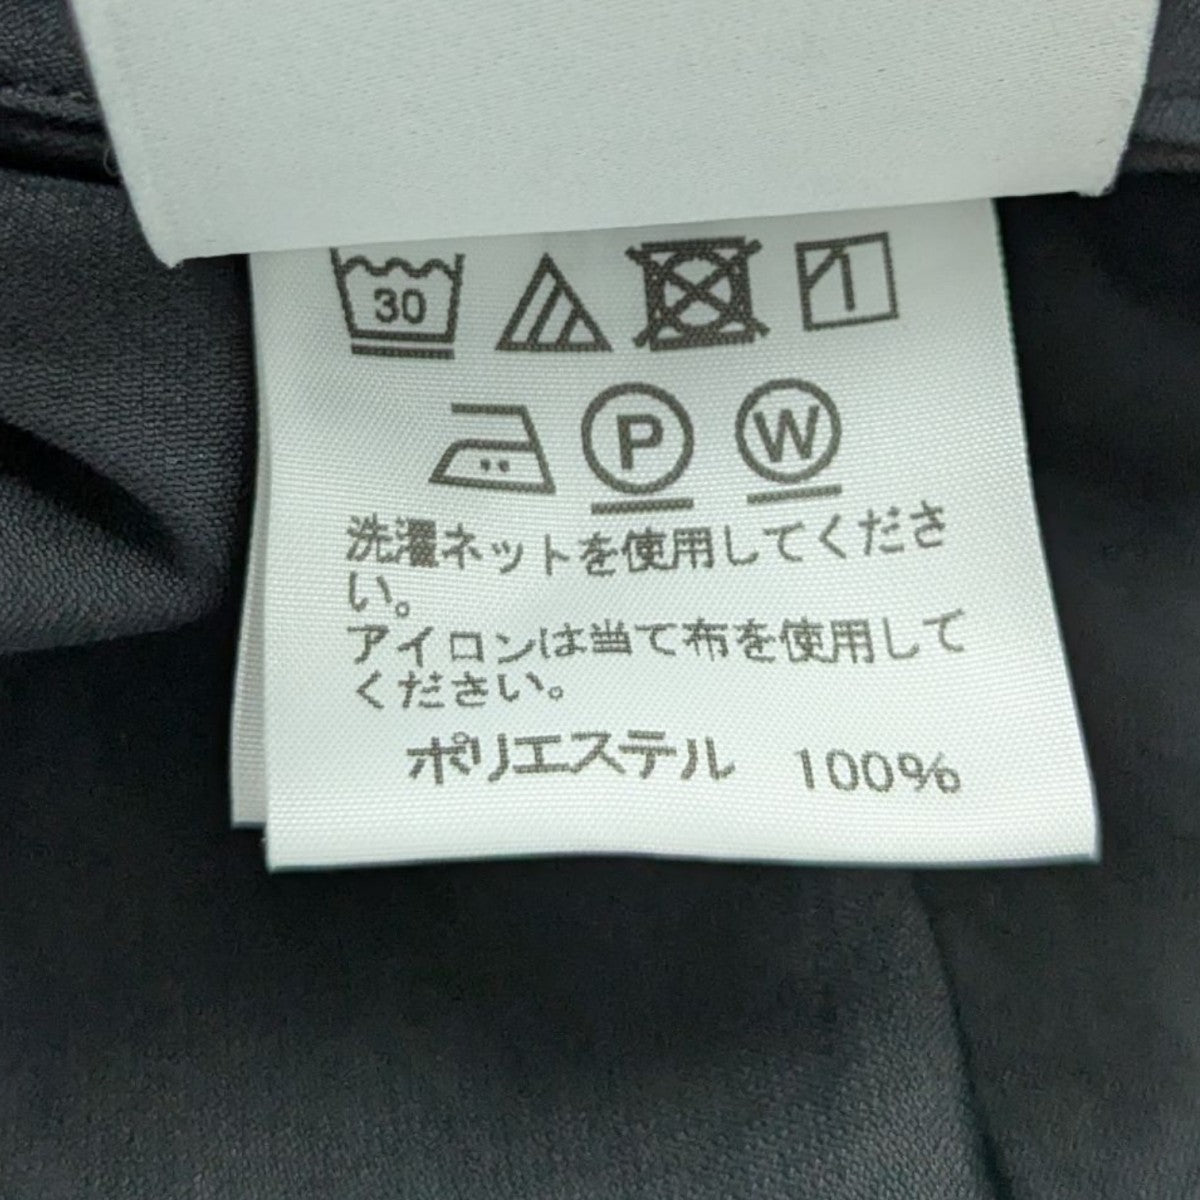 30
P W
洗濯ネットを使用してくださ
い。
アイロンは当て布を使用して
ください。
ポリエステル 100%